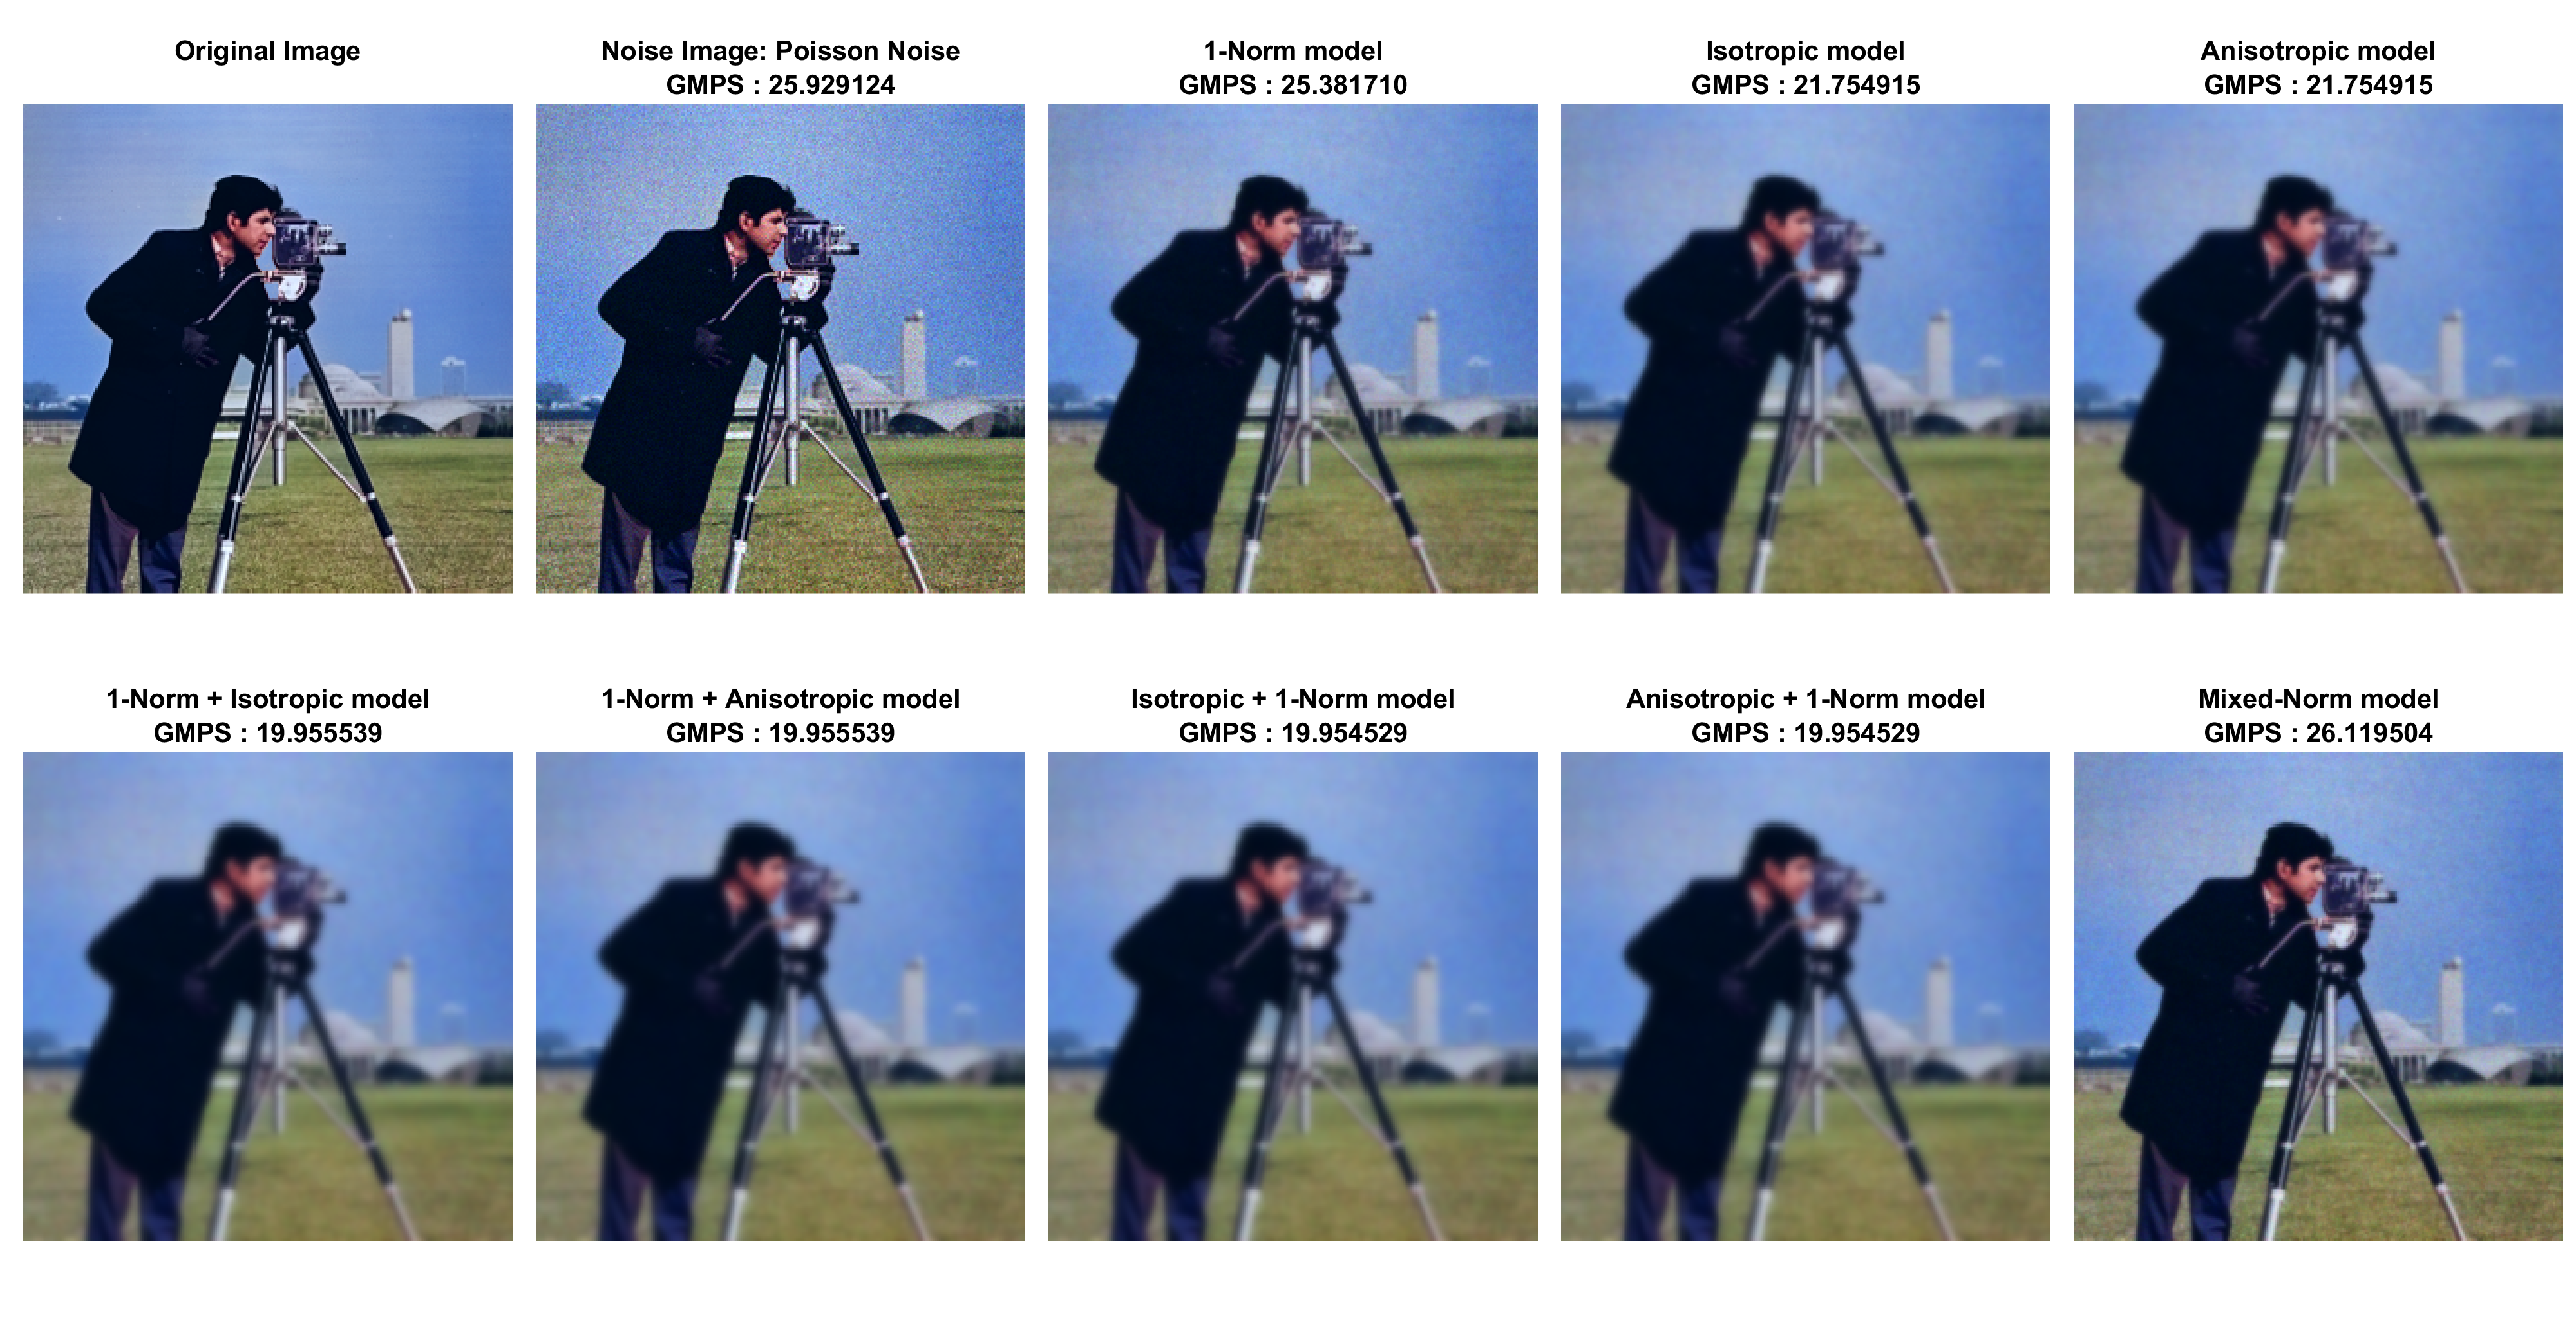 Original Image
Noise Image: Poisson Noise
GMPS : 25.929124
1-Norm model
GMPS : 25.381710
Isotropic model
GMPS : 21.754915
Anisotropic model
GMPS : 21.754915
1-Norm + Isotropic model
GMPS : 19.955539
1-Norm + Anisotropic model
GMPS : 19.955539
Isotropic + 1-Norm model
GMPS : 19.954529
Anisotropic + 1-Norm model
GMPS : 19.954529
Mixed-Norm model
GMPS : 26.119504